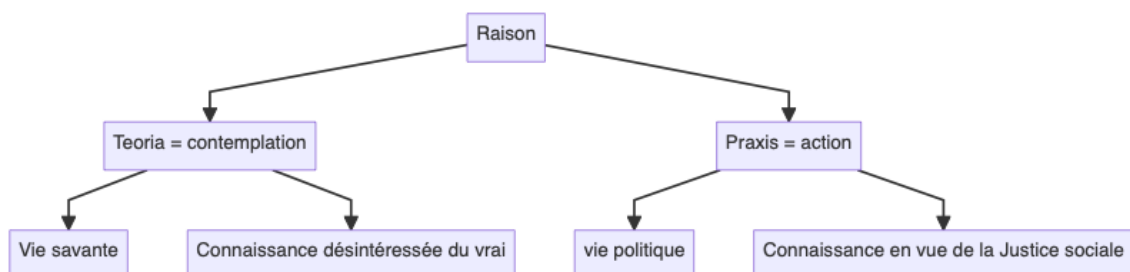 Raison
Teoria = contemplation
Praxis = action
Vie savante
Connaissance désintéressée du vrai
vie politique
Connaissance en vue de la Justice sociale